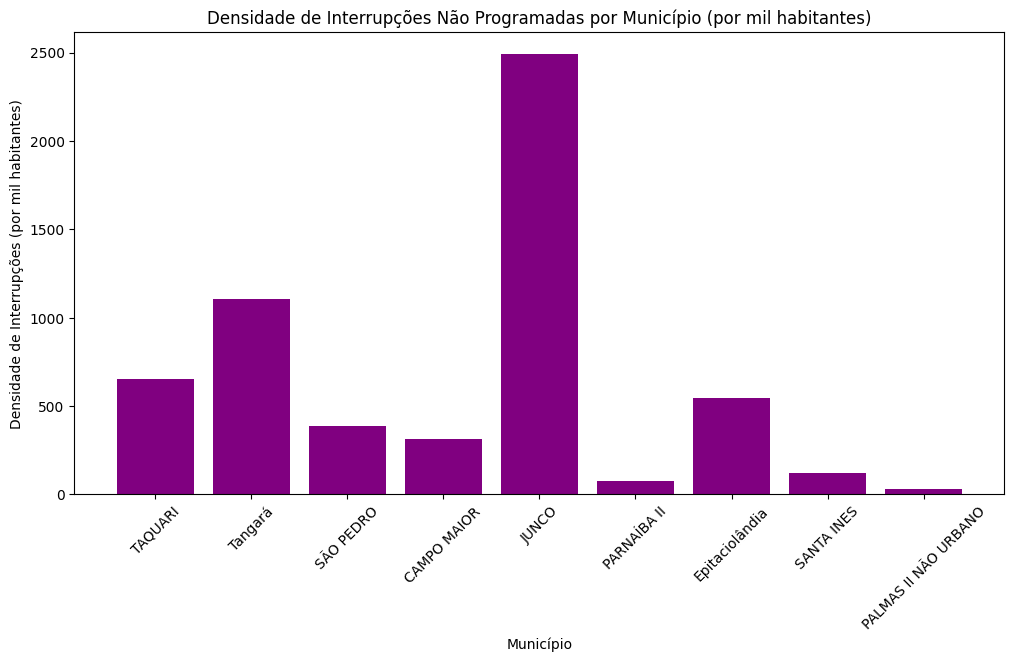 Densidade de Interrupções Não Programadas por Município (por mil habitantes)
Densidade de Interrupções (por mil habitantes)
2500
2000
1500
1000
500
0
TAQUARI
Tangará
SÃO PEDRO
CAMPO MAIOR
JUNCO
PARNAIBA II
Epitaciolândia
SANTA INES
PALMAS II NÃO URBANO
Município